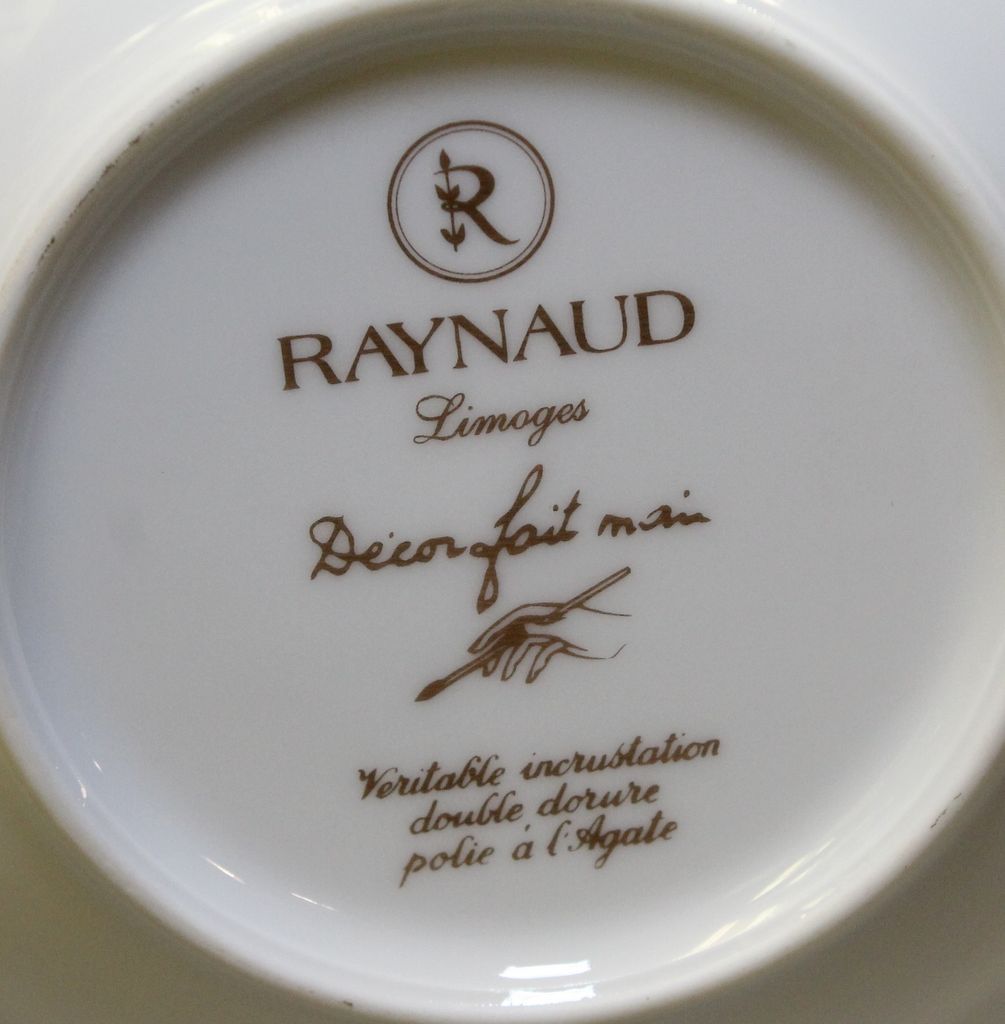 R
RAYNAUD
Limoges
Décor fait main
Veritable incrustation
double dorure
polie à l'Agate